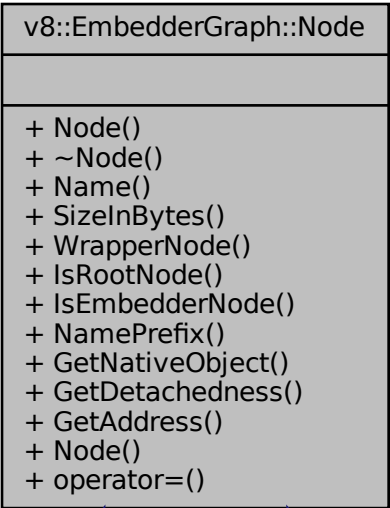 v8::EmbedderGraph::Node
+ Node()
+ ~Node()
+ Name()
+ SizeInBytes()
+ WrapperNode()
+ IsRootNode()
+ IsEmbedderNode()
+ NamePrefix()
+ GetNativeObject()
+ GetDetachedness()
+ GetAddress()
+ Node()
+ operator=()